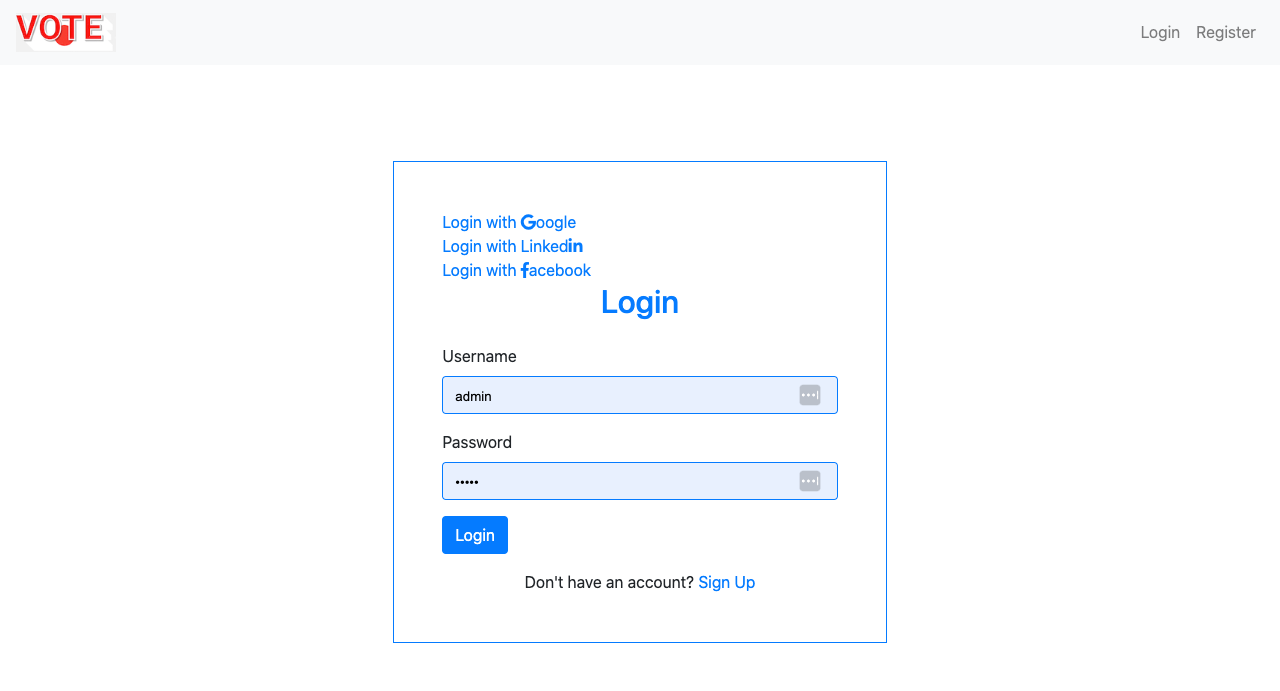 VOTE
Login Register
Login with Google
Login with Linkedin
Login with facebook
Login
Username
admin
Password
•••••
Login
Don't have an account? Sign Up